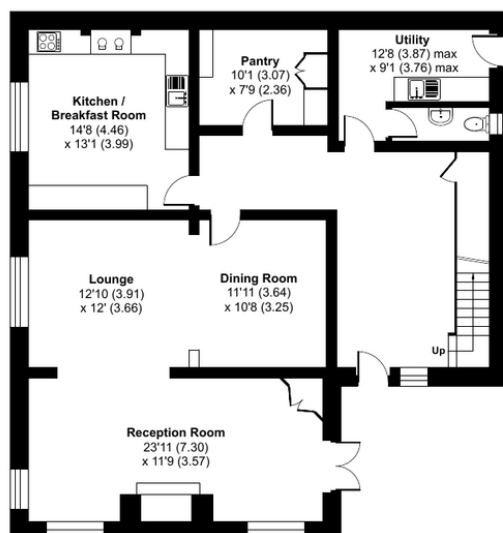 Utility
12'8 (3.87) max
x 9'1 (3.76) max
Pantry
10'1 (3.07)
x 7'9 (2.36)
Kitchen /
Breakfast Room
14'8 (4.46)
x 13'1 (3.99)
Lounge
12'10 (3.91)
x 12' (3.66)
Dining Room
11'11 (3.64)
x 10'8 (3.25)
Up
Reception Room
23'11 (7.30)
x 11'9 (3.57)